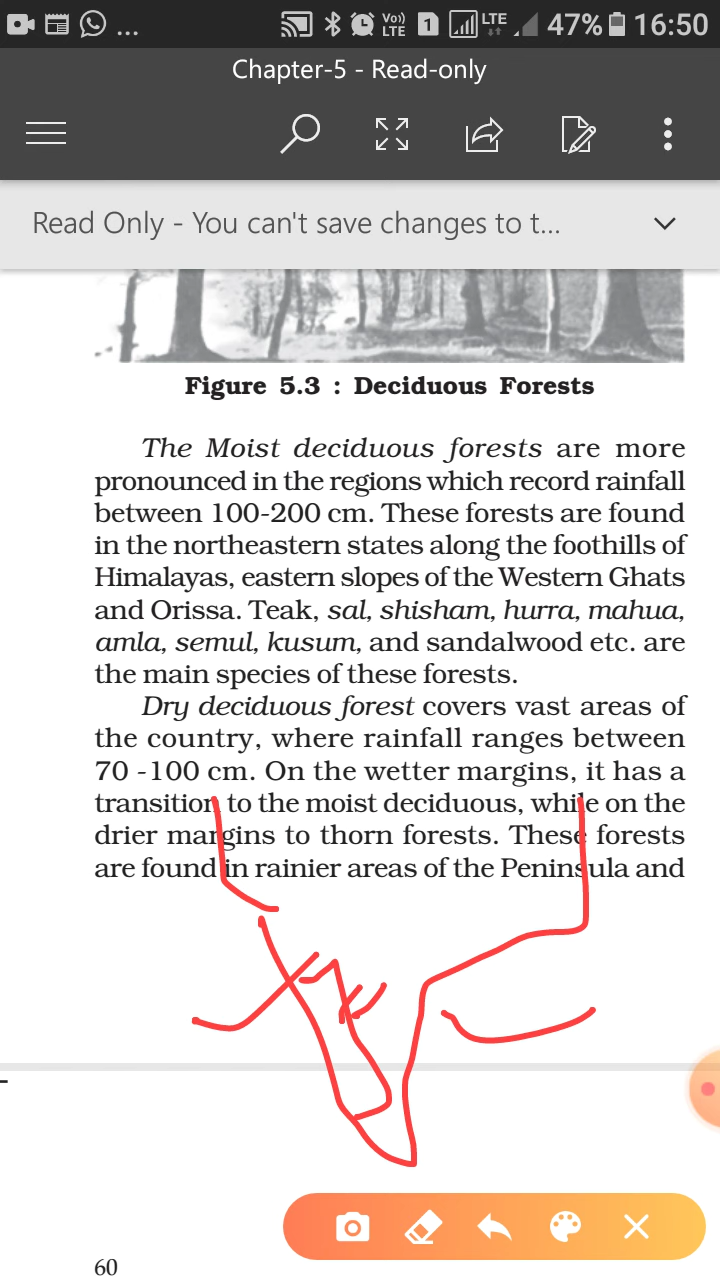 Vo)) LTE 1 LTE 47% 16:50
Chapter-5 - Read-only
Read Only - You can't save changes to t...
Figure 5.3 : Deciduous Forests
The Moist deciduous forests are more
pronounced in the regions which record rainfall
between 100-200 cm. These forests are found
in the northeastern states along the foothills of
Himalayas, eastern slopes of the Western Ghats
and Orissa. Teak, sal, shisham, hurra, mahua,
amla, semul, kusum, and sandalwood etc. are
the main species of these forests.
Dry deciduous forest covers vast areas of
the country, where rainfall ranges between
70 -100 cm. On the wetter margins, it has a
transition to the moist deciduous, while on the
drier margins to thorn forests. These forests
are found in rainier areas of the Peninsula and
60